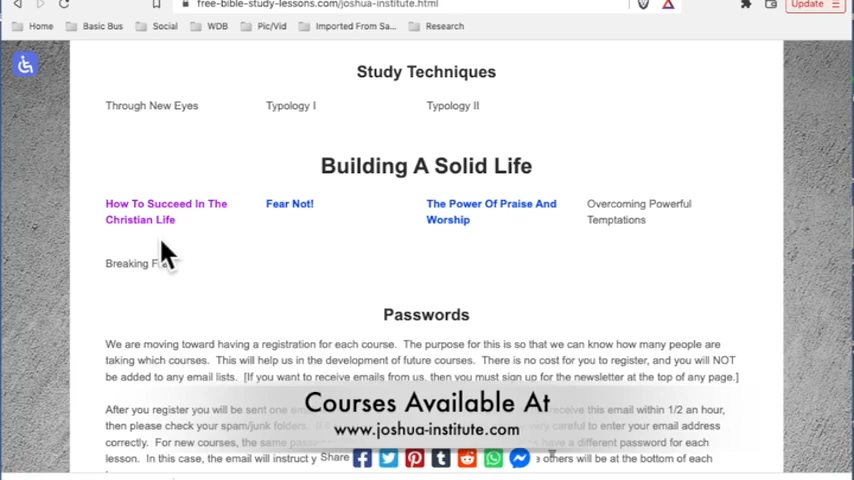 free-bible-study-lessons.com/joshua-institute.html
Update
Home Basic Bus Social WDB Pic/Vid Imported From Sa... Research
Study Techniques
Through New Eyes Typology I Typology II
Building A Solid Life
How To Succeed In The Fear Not! The Power Of Praise And Overcoming Powerful
Christian Life Worship Temptations
Breaking
Passwords
We are moving toward having a registration for each course. The purpose for this is so that we can know how many people are
taking which courses. This will help us in the development of future courses. There is no cost for you to register, and you will NOT
be added to any email lists. [If you want to receive emails from us, then you must sign up for the newsletter at the top of any page.]
Courses Available At
www.joshua-institute.com
After you register you will be sent one receive this email within 1/2 an hour,
then please check your spam/junk folders. very careful to enter your email address
correctly. For new courses, the same have a different password for each
lesson. In this case, the email will instruct y Share e others will be at the bottom of each